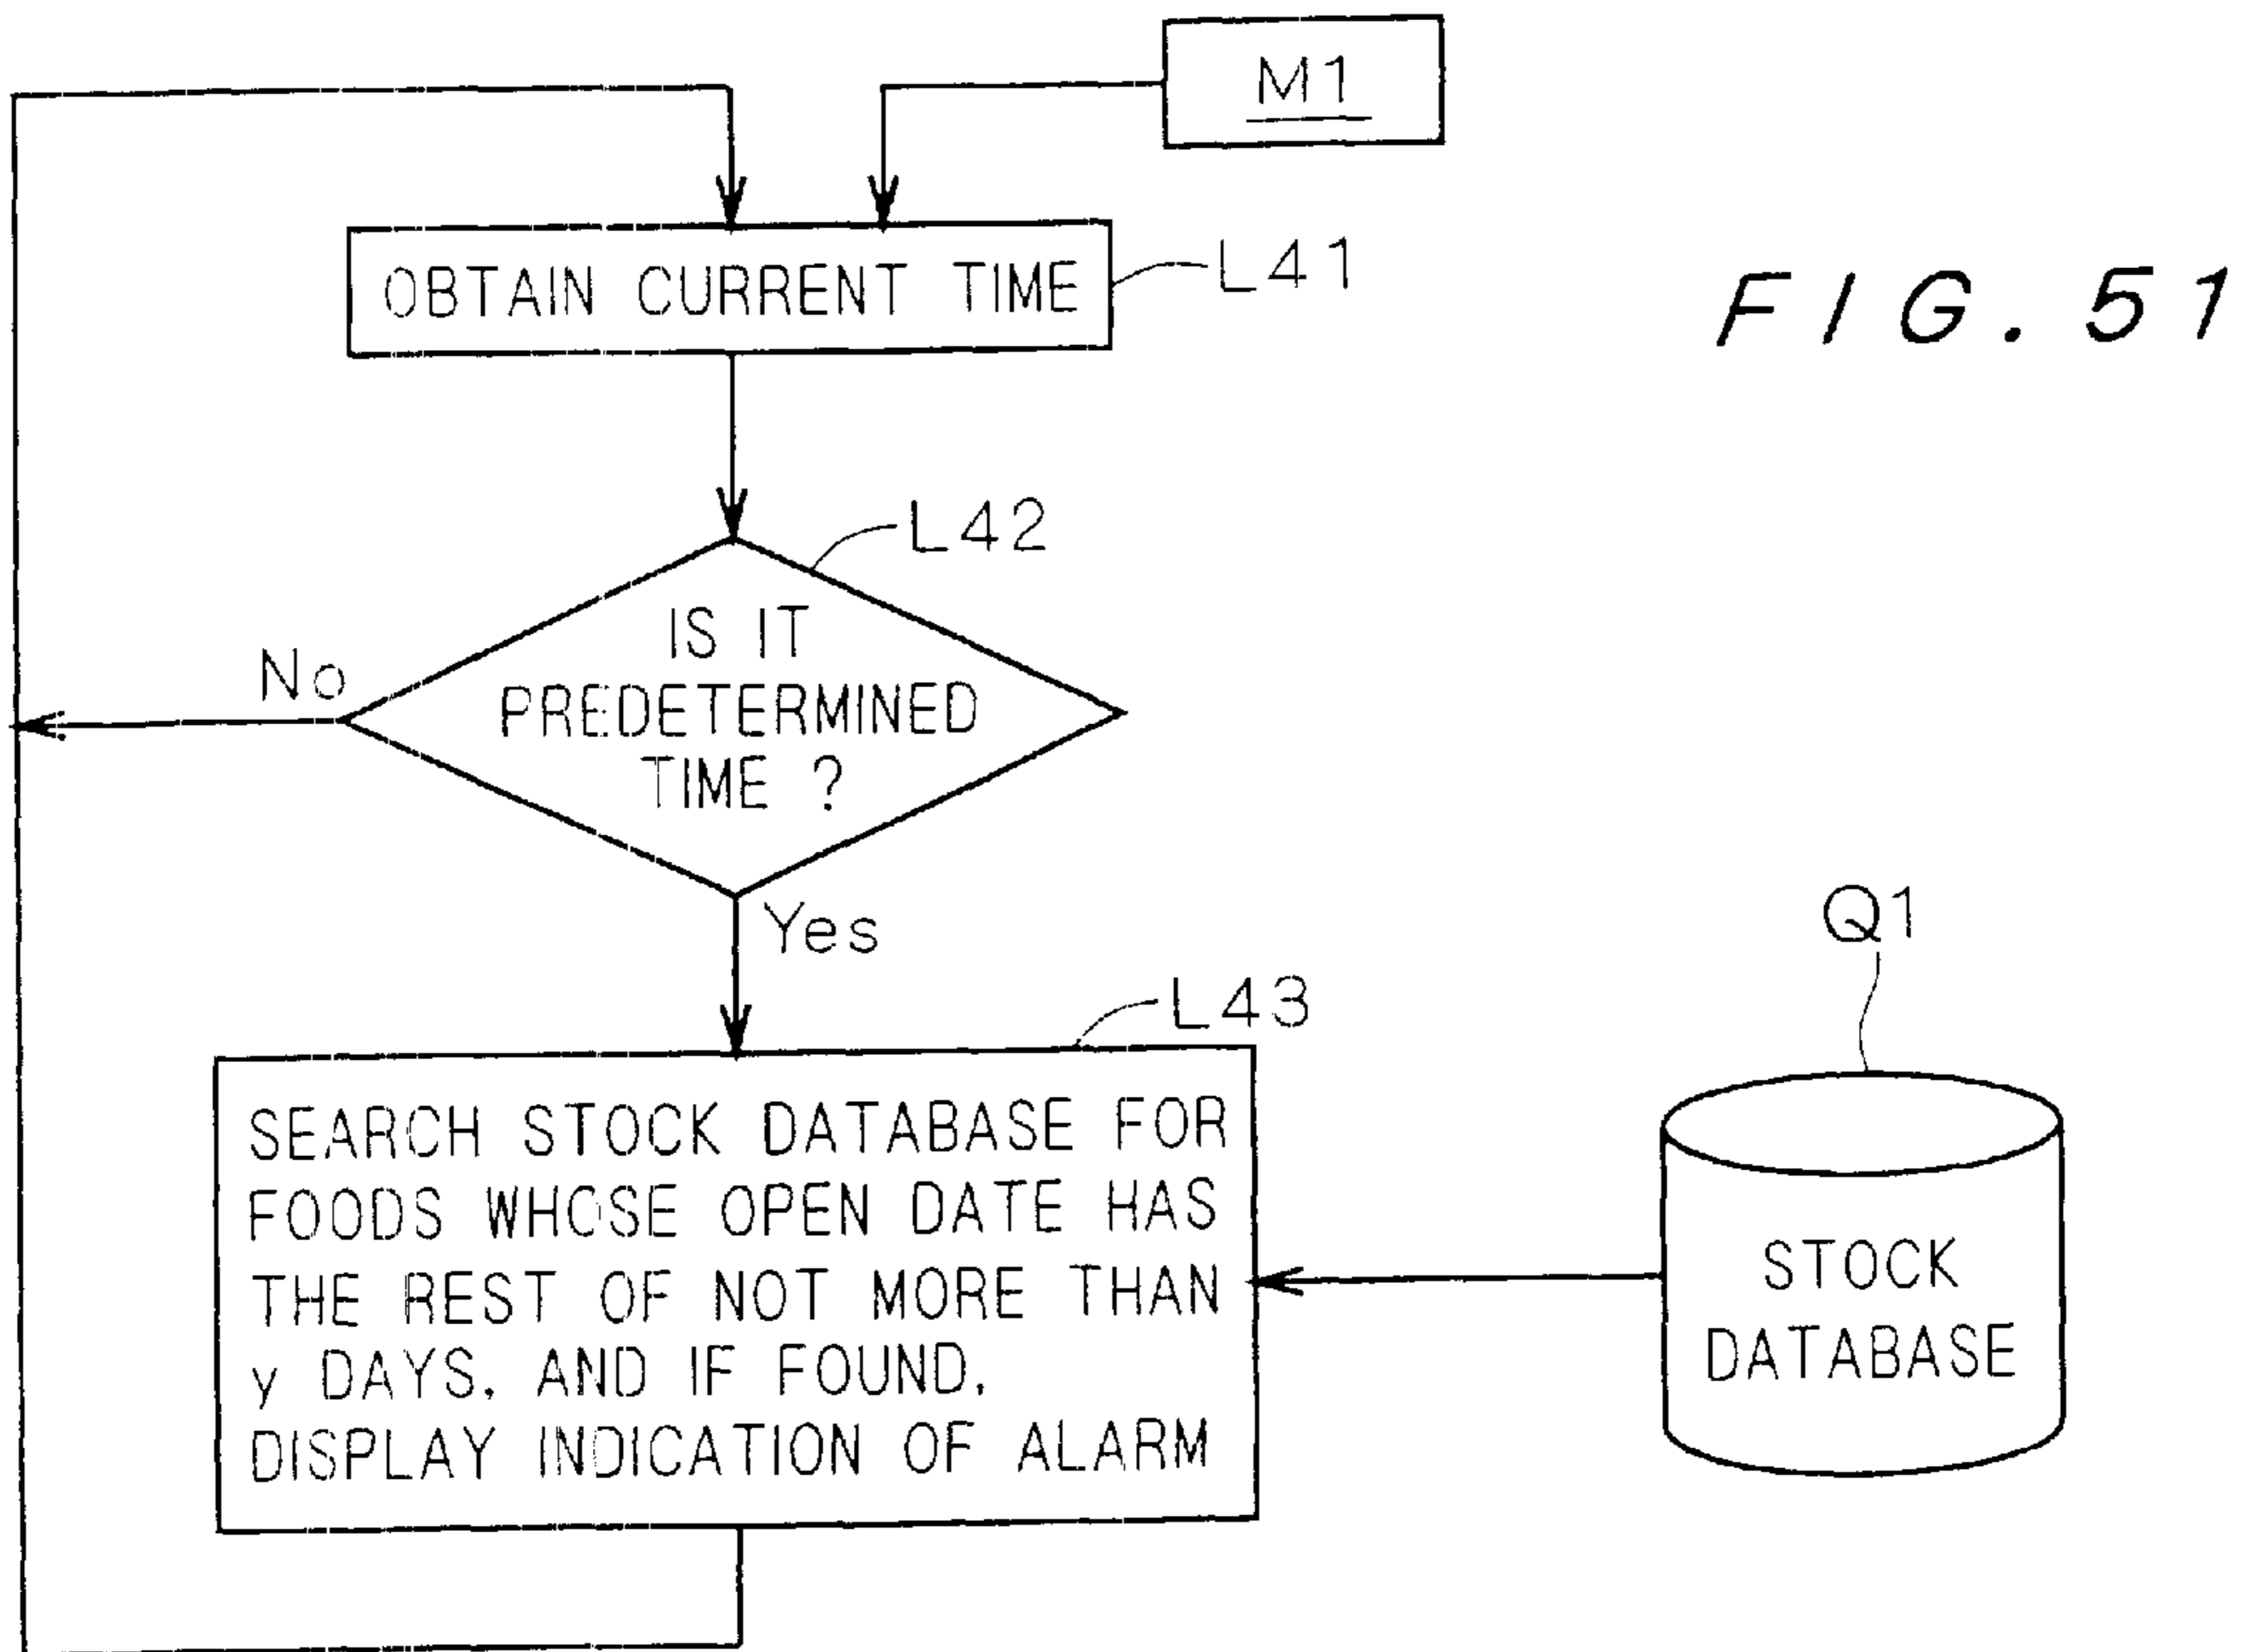 M1
OBTAIN CURRENT TIME
L41
FIG. 51
L42
IS IT
PREDETERMINED
TIME ?
No
Yes
Q1
L43
SEARCH STOCK DATABASE FOR
FOODS WHOSE OPEN DATE HAS
THE REST OF NOT MORE THAN
y DAYS, AND IF FOUND,
DISPLAY INDICATION OF ALARM
STOCK
DATABASE